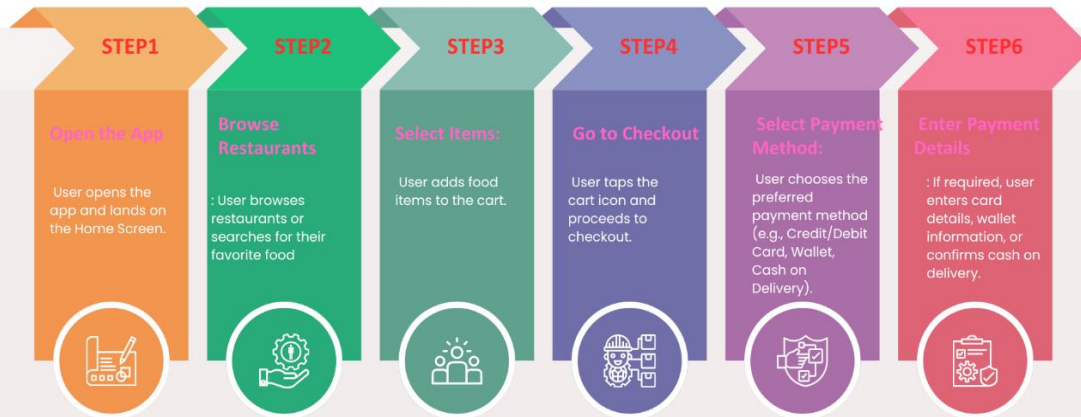 STEP1
Open the App
User opens the
app and lands on
the Home Screen.
STEP2
Browse
Restaurants
: User browses
restaurants or
searches for their
favorite food
STEP3
Select Items:
User adds food
items to the cart.
STEP4
Go to Checkout
User taps the
cart icon and
proceeds to
checkout.
STEP5
Select Payment
Method:
User chooses the
preferred
payment method
(e.g., Credit/Debit
Card, Wallet,
Cash on
Delivery).
STEP6
Enter Payment
Details
: If required, user
enters card
details, wallet
information, or
confirms cash on
delivery.